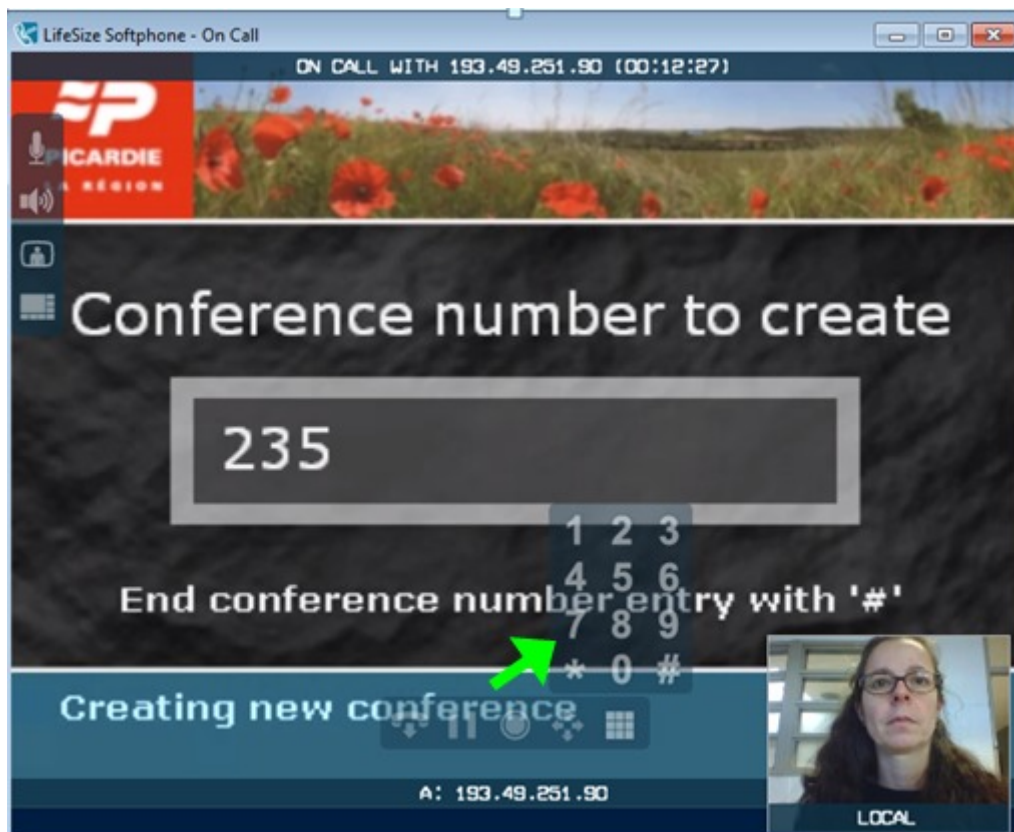 LifeSize Softphone - On Call
ON CALL WITH 193.49.251.90 (00:12:27)
PICARDIE
LA RÉGION
Conference number to create
235
1 2 3
4 5 6
End conference number entry with '#'
7 8 9
* 0 #
Creating new conference
A: 193.49.251.90
LOCAL